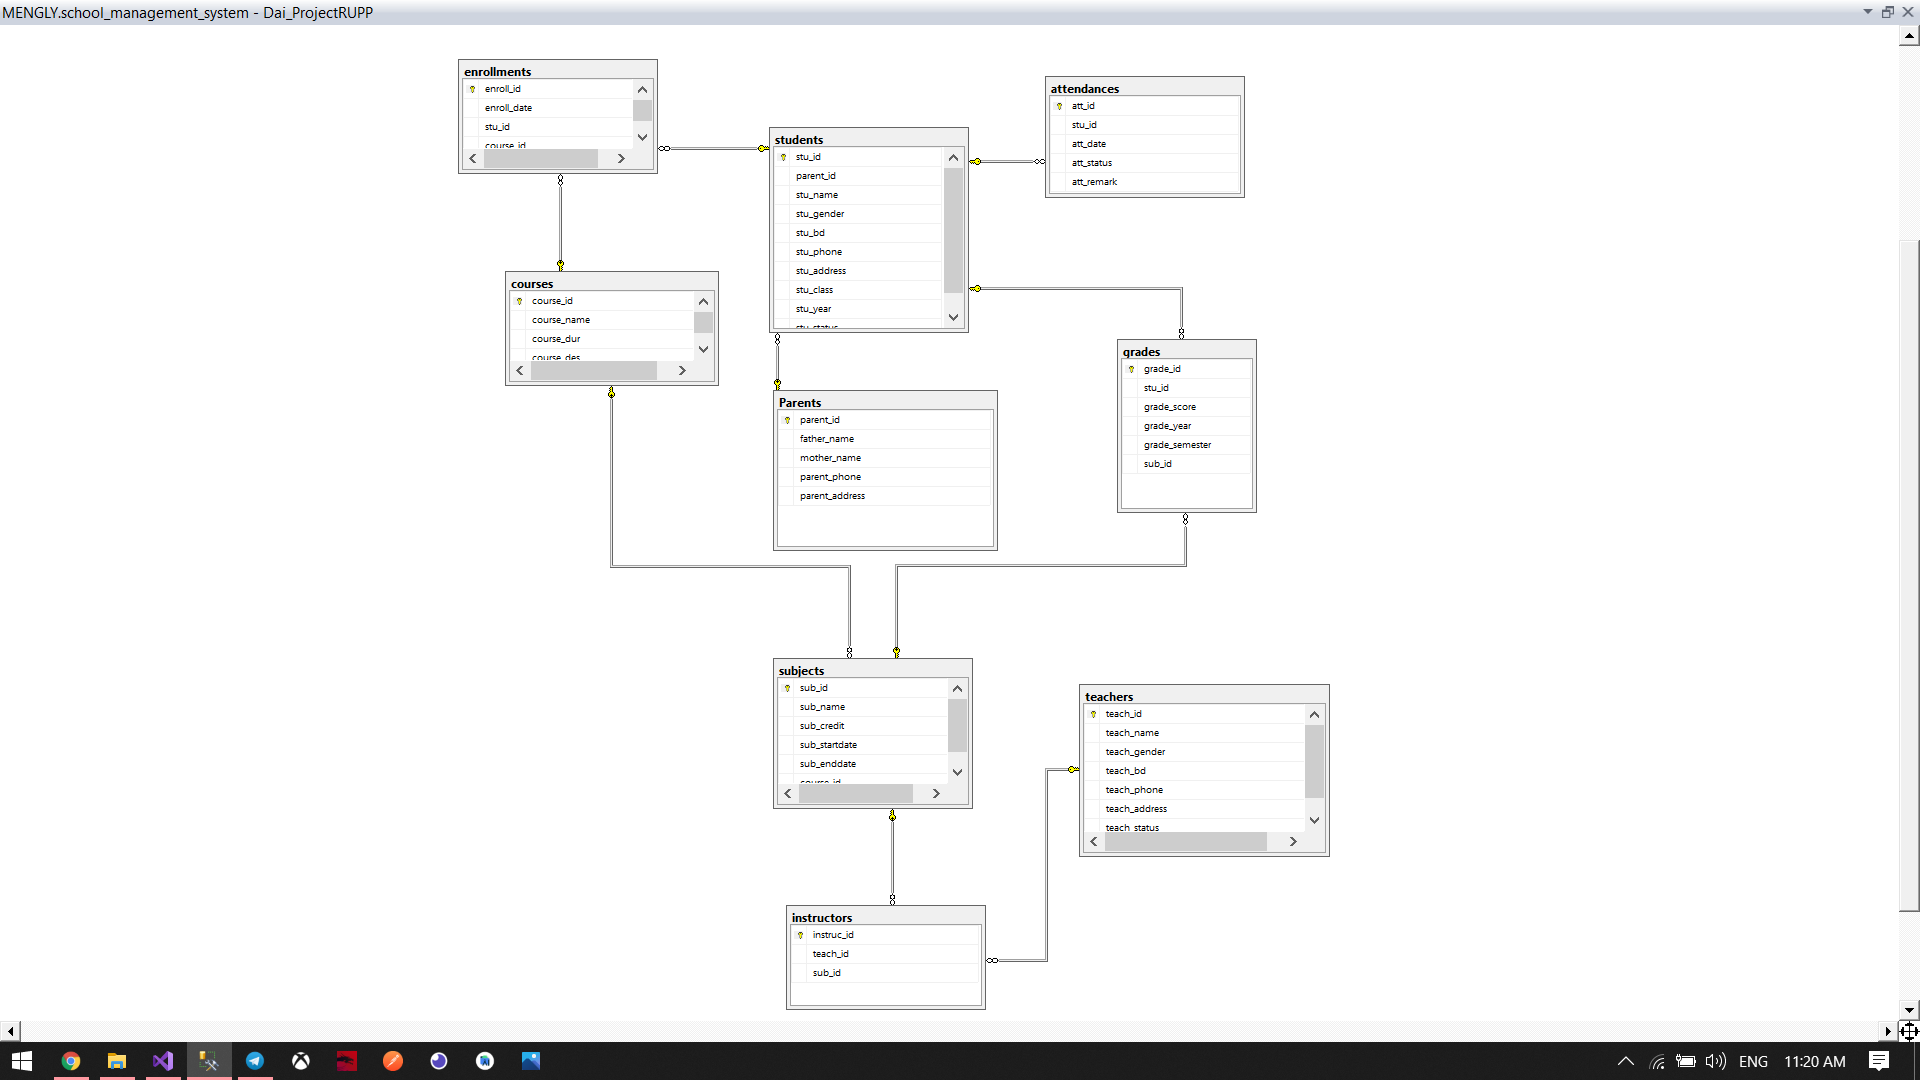 MENGLY.school_management_system - Dai_ProjectRUPP
enrollments
enroll_id
enroll_date
stu_id
course_id
attendances
att_id
stu_id
att_date
att_status
att_remark
students
stu_id
parent_id
stu_name
stu_gender
stu_bd
stu_phone
stu_address
stu_class
stu_year
stu_status
courses
course_id
course_name
course_dur
course_des
grades
grade_id
stu_id
grade_score
grade_year
grade_semester
sub_id
Parents
parent_id
father_name
mother_name
parent_phone
parent_address
subjects
sub_id
sub_name
sub_credit
sub_startdate
sub_enddate
course_id
teachers
teach_id
teach_name
teach_gender
teach_bd
teach_phone
teach_address
teach_status
instructors
instruc_id
teach_id
sub_id
ENG
11:20 AM